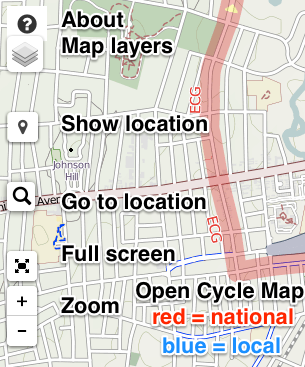 ?
About
Map layers
ECG
Show location
Johnson
Hill
Aven
Go to location
ECG
Full screen
+
Zoom
-
Open Cycle Map
red = national
blue = local